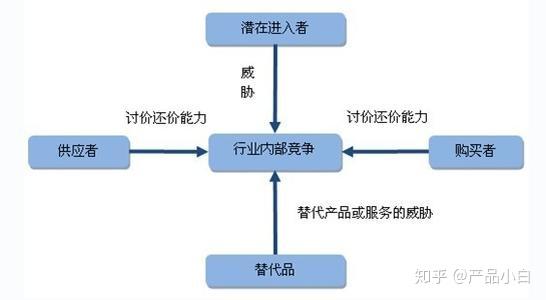 潜在进入者
威
胁
讨价还价能力
讨价还价能力
供应者
行业内部竞争
购买者
替代产品或服务的威胁
替代品
知乎 @产品小白